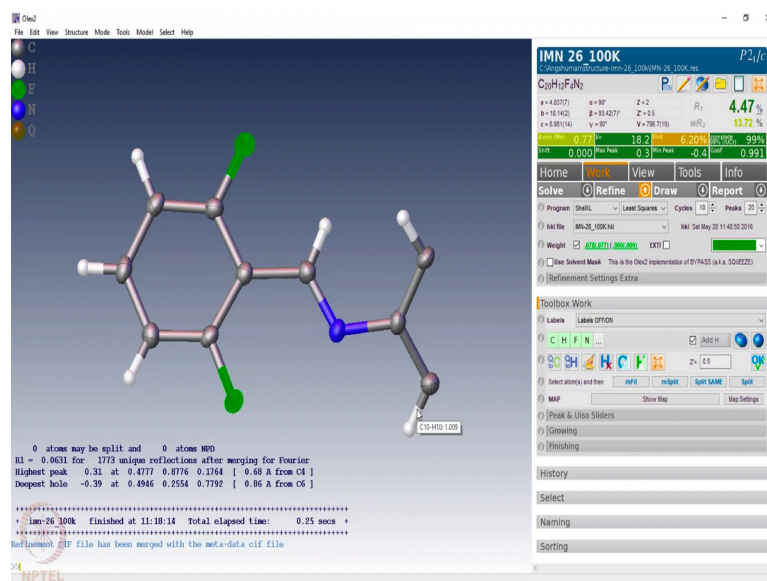 Olex2
File Edit View Structure Mode Tools Model Select Help
C
H
F
N
Q
C10-H10: 1.009
0 atoms may be split and 0 atoms NPD
R1 = 0.0631 for 1773 unique reflections after merging for Fourier
Highest peak 0.31 at 0.4777 0.8776 0.1764 [ 0.68 A from C4 ]
Deepest hole -0.39 at 0.4946 0.2554 0.7792 [ 0.86 A from C6 ]
+ imn-26_100k finished at 11:18:14 Total elapsed time: 0.25 secs +
Refinement CIF file has been merged with the meta-data cif file
>>
NPTEL
IMN 26_100K P2₁/c
C:\Angshuman\structure-imn-26_100k\IMN-26_100K.res
C₂₀H₁₂F₄N₂
a = 4.837(7) α = 90° Z = 2 R₁ 4.47 %
b = 18.14(2) β = 93.42(7)° Z' = 0.5
c = 8.981(14) γ = 90° V = 786.7(19) wR₂ 13.72 %
d min (Mo) 0.77 18.2 Rint 6.20% complete 99%
Shift 0.000 Max Peak 0.3 Min Peak -0.4 GooF 0.991
Home Work View Tools Info
Solve Refine Draw Report
Program ShelXL Least Squares Cycles 10 Peaks 20
hkl file IMN-26_100K.hkl hkl: Sat May 28 11:40:50 2016
Weight .078(.077) | .000(.000) EXTI
Use Solvent Mask This is the Olex2 implementation of BYPASS (a.k.a. SQUEEZE)
Refinement Settings Extra
Toolbox Work
Labels Labels OFF/ON
C H F N ... Add H
Z'= 0.5 OK
Select atom(s) and then mFit mSplit Split SAME Split
MAP Show Map Map Settings
Peak & Uiso Sliders
Growing
Finishing
History
Select
Naming
Sorting